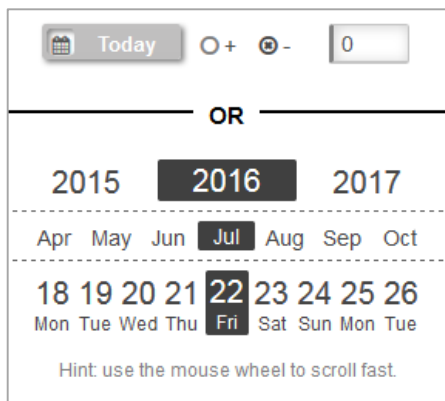 Today + - 0
OR
2015 2016 2017
Apr May Jun Jul Aug Sep Oct
18 19 20 21 22 23 24 25 26
Mon Tue Wed Thu Fri Sat Sun Mon Tue
Hint: use the mouse wheel to scroll fast.